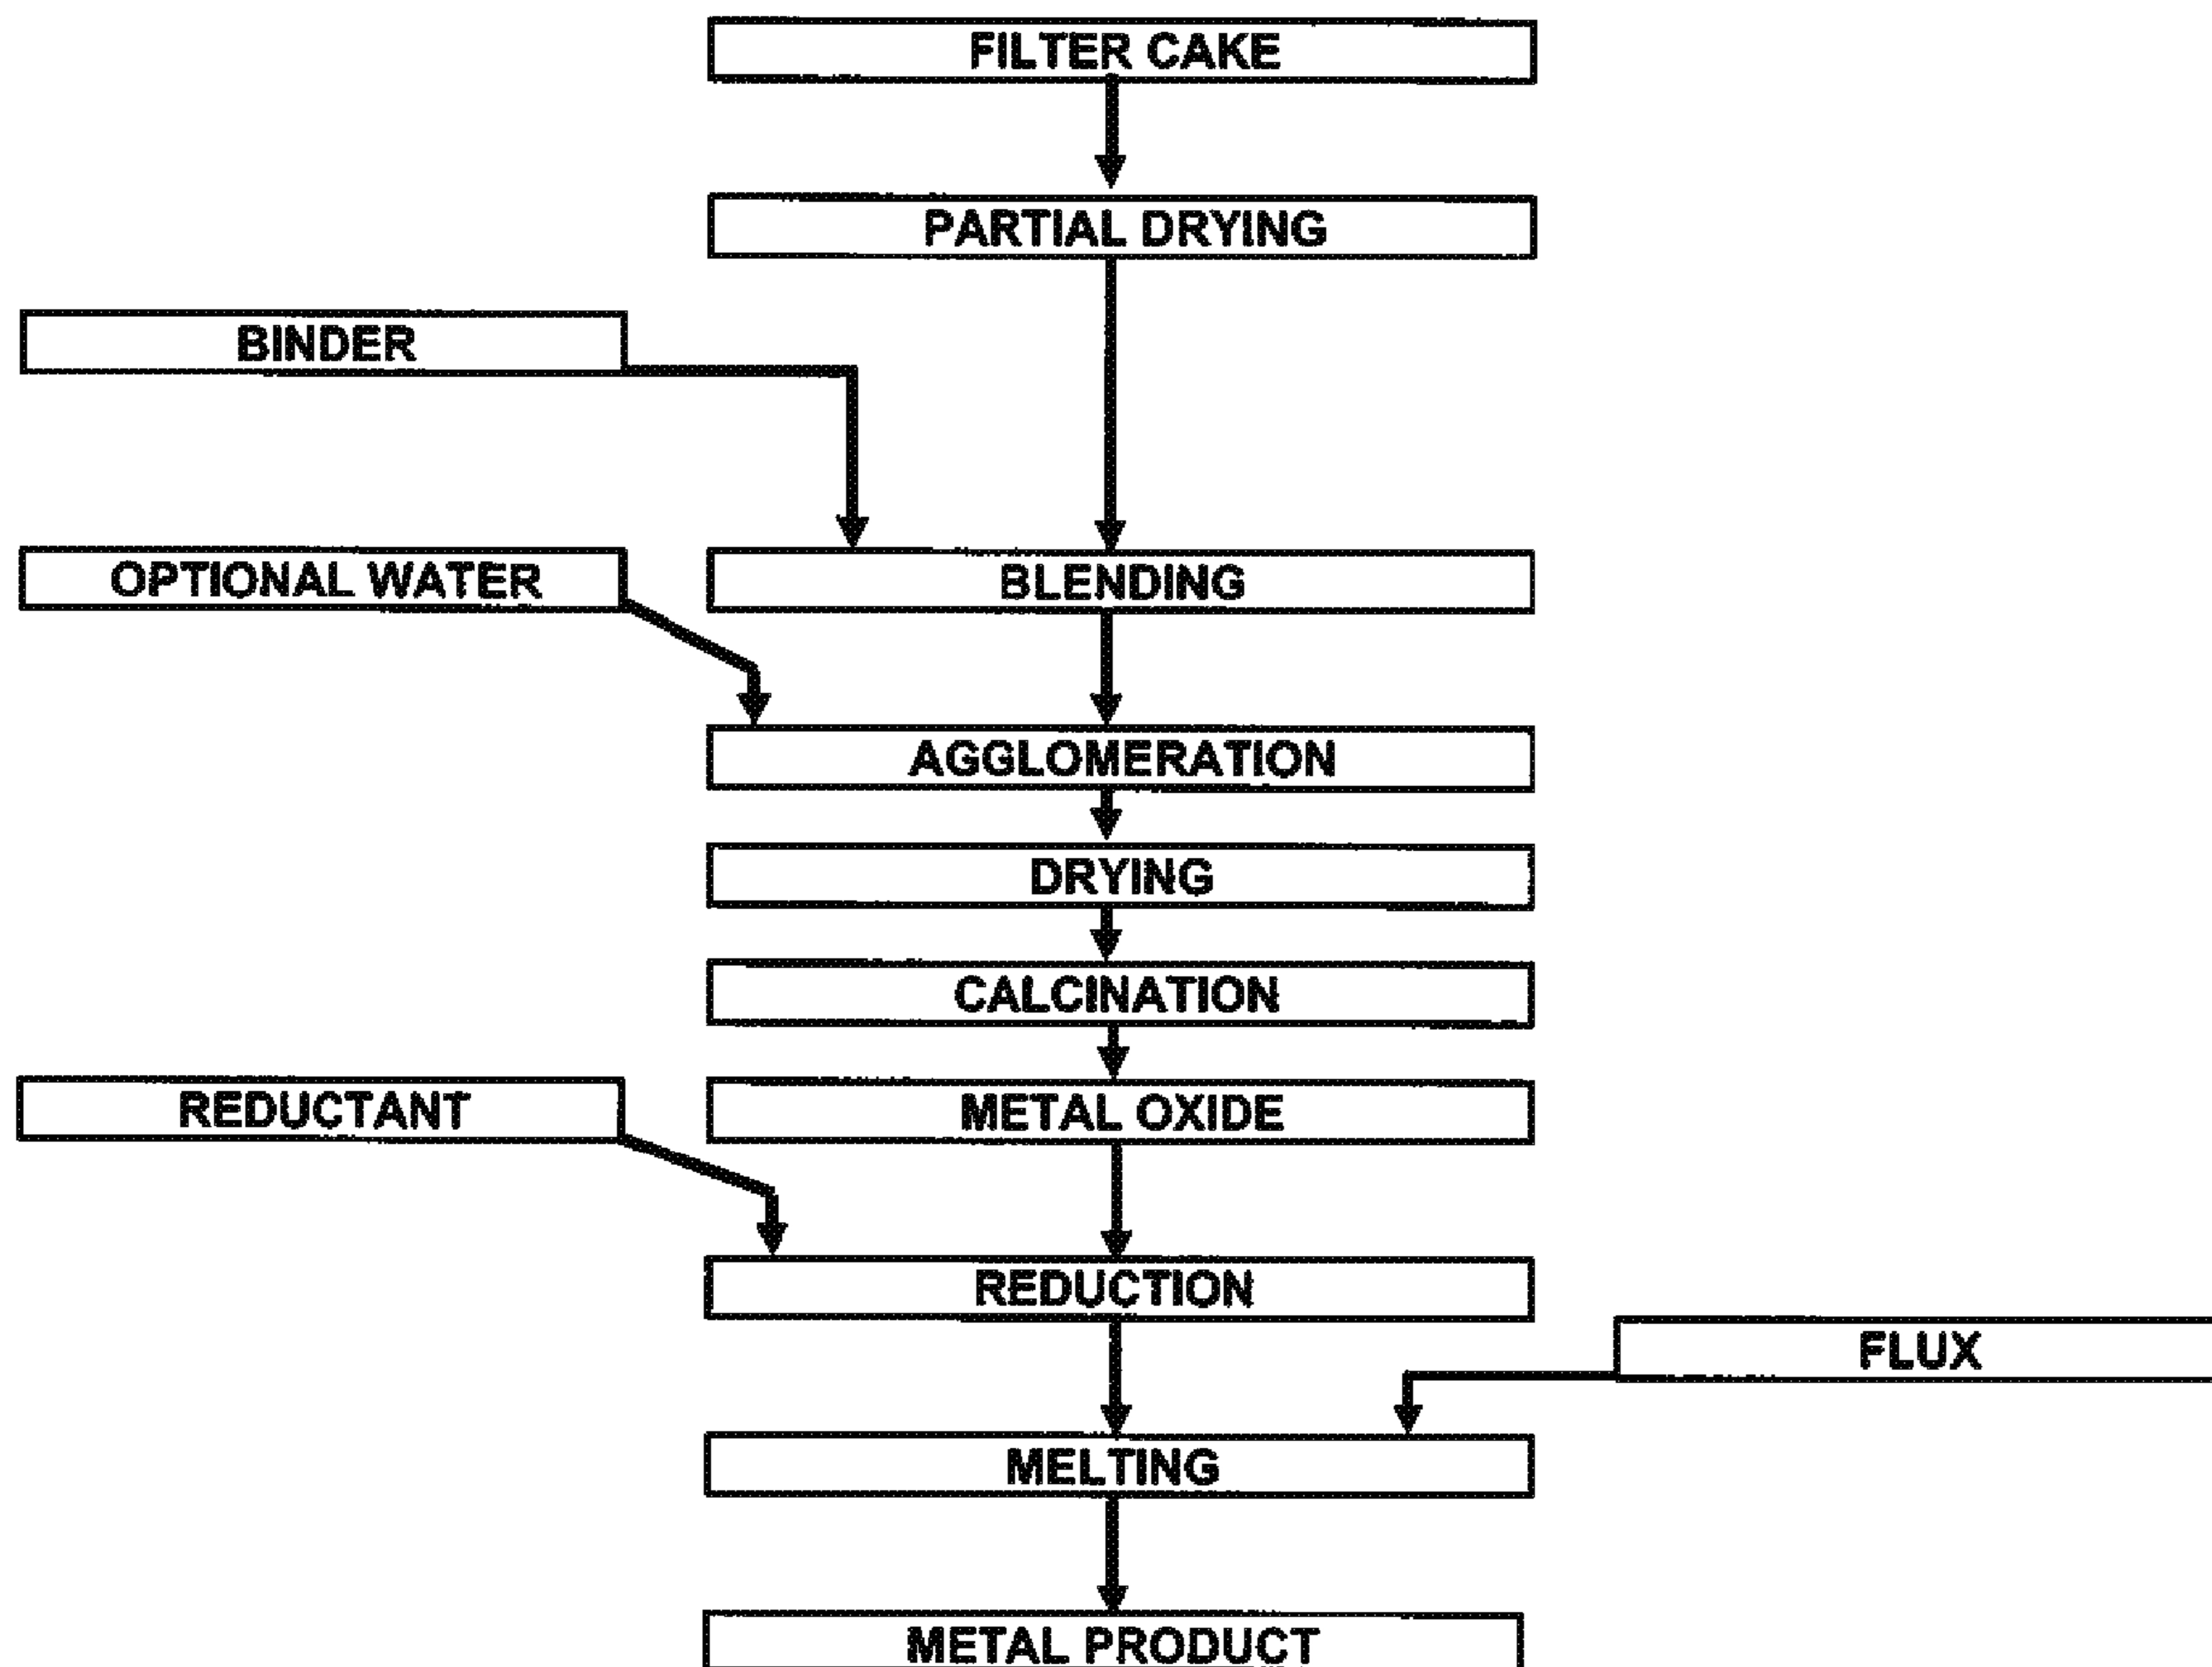 FILTER CAKE
PARTIAL DRYING
BINDER
OPTIONAL WATER
BLENDING
AGGLOMERATION
DRYING
CALCINATION
REDUCTANT
METAL OXIDE
REDUCTION
FLUX
MELTING
METAL PRODUCT